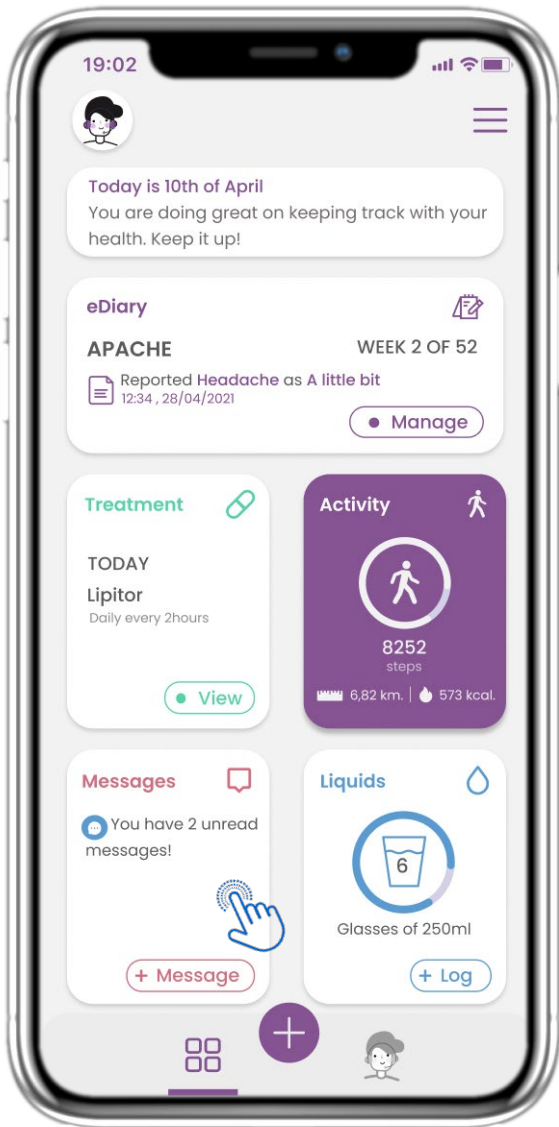 19:02
Today is 10th of April
You are doing great on keeping track with your
health. Keep it up!
eDiary
APACHE
WEEK 2 OF 52
Reported Headache as A little bit
12:34 , 28/04/2021
Manage
Treatment
TODAY
Lipitor
Daily every 2hours
View
Activity
8252
steps
6,82 km.
573 kcal.
Messages
You have 2 unread
messages!
+ Message
Liquids
6
Glasses of 250ml
+ Log